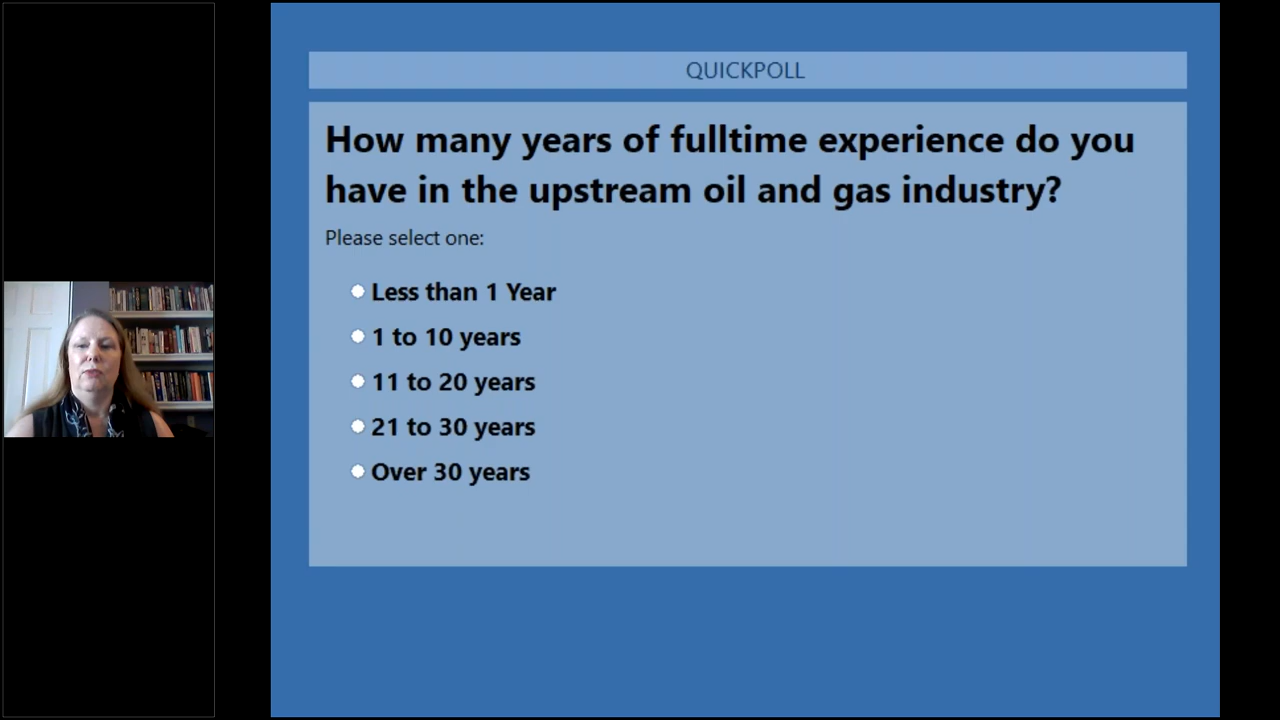 QUICKPOLL
How many years of fulltime experience do you
have in the upstream oil and gas industry?
Please select one:
Less than 1 Year
1 to 10 years
11 to 20 years
21 to 30 years
Over 30 years